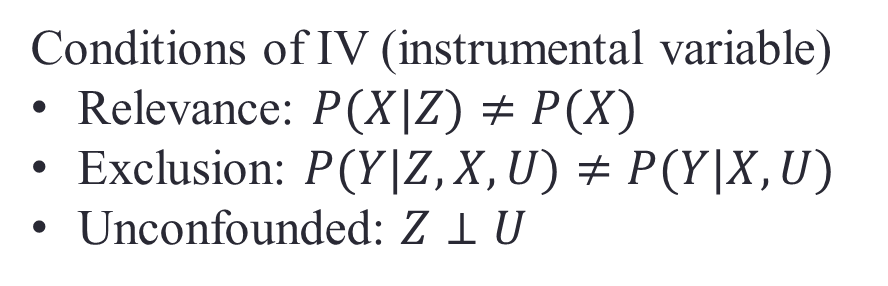 Conditions of IV (instrumental variable)
• Relevance: P(X|Z) ≠ P(X)
• Exclusion: P(Y|Z, X, U) ≠ P(Y|X, U)
• Unconfounded: Z ⊥ U